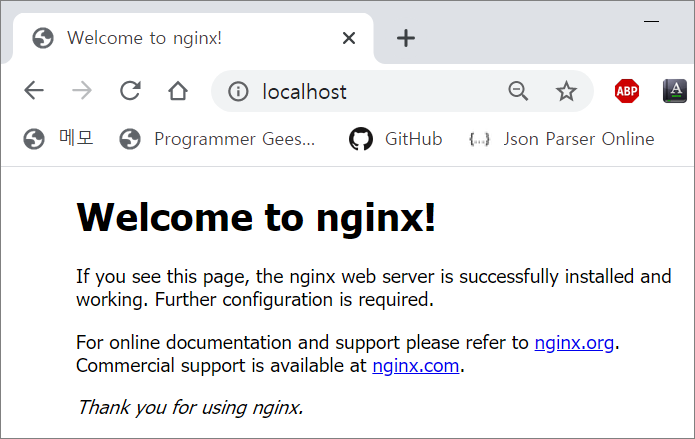 Welcome to nginx!
localhost
ABP
A
메모
Programmer Gees...
GitHub
{...}
Json Parser Online
Welcome to nginx!
If you see this page, the nginx web server is successfully installed and
working. Further configuration is required.
For online documentation and support please refer to nginx.org.
Commercial support is available at nginx.com.
Thank you for using nginx.